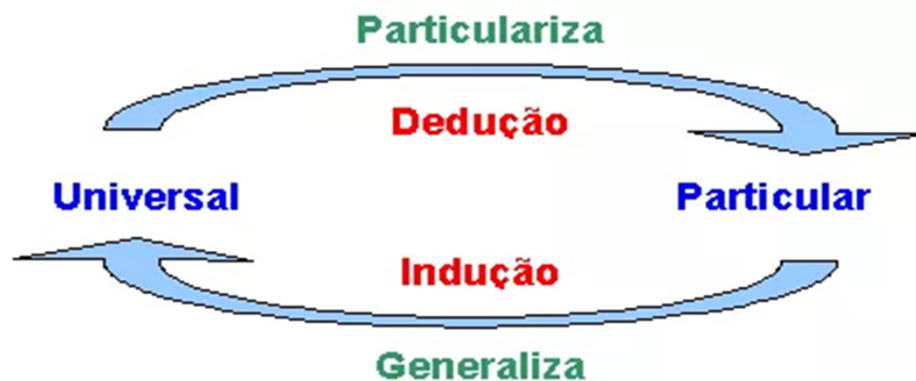 Particulariza
Dedução
Universal
Particular
Indução
Generaliza